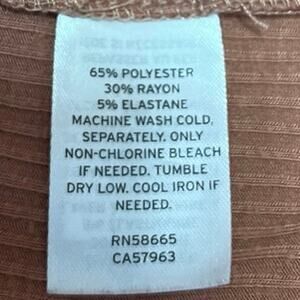 65% POLYESTER
30% RAYON
5% ELASTANE
MACHINE WASH COLD,
SEPARATELY. ONLY
NON-CHLORINE BLEACH
IF NEEDED. TUMBLE
DRY LOW. COOL IRON IF
NEEDED.
RN58665
CA57963